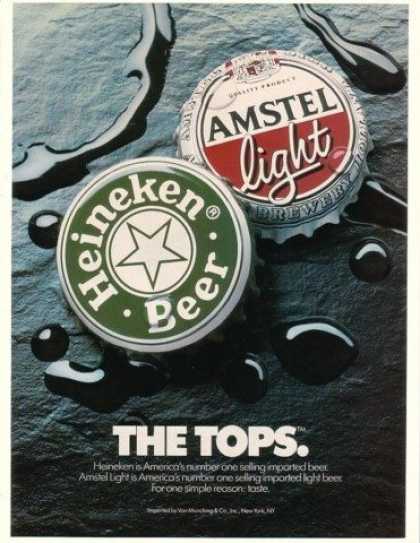 QUALITY PRODUCT
AMSTEL
light
BREWERY
Heineken®
Beer
THE TOPS.™
Heineken is America's number one selling imported beer.
Amstel Light is America's number one selling imported light beer.
For one simple reason: taste.
Imported by Van Munching & Co., Inc., New York, NY